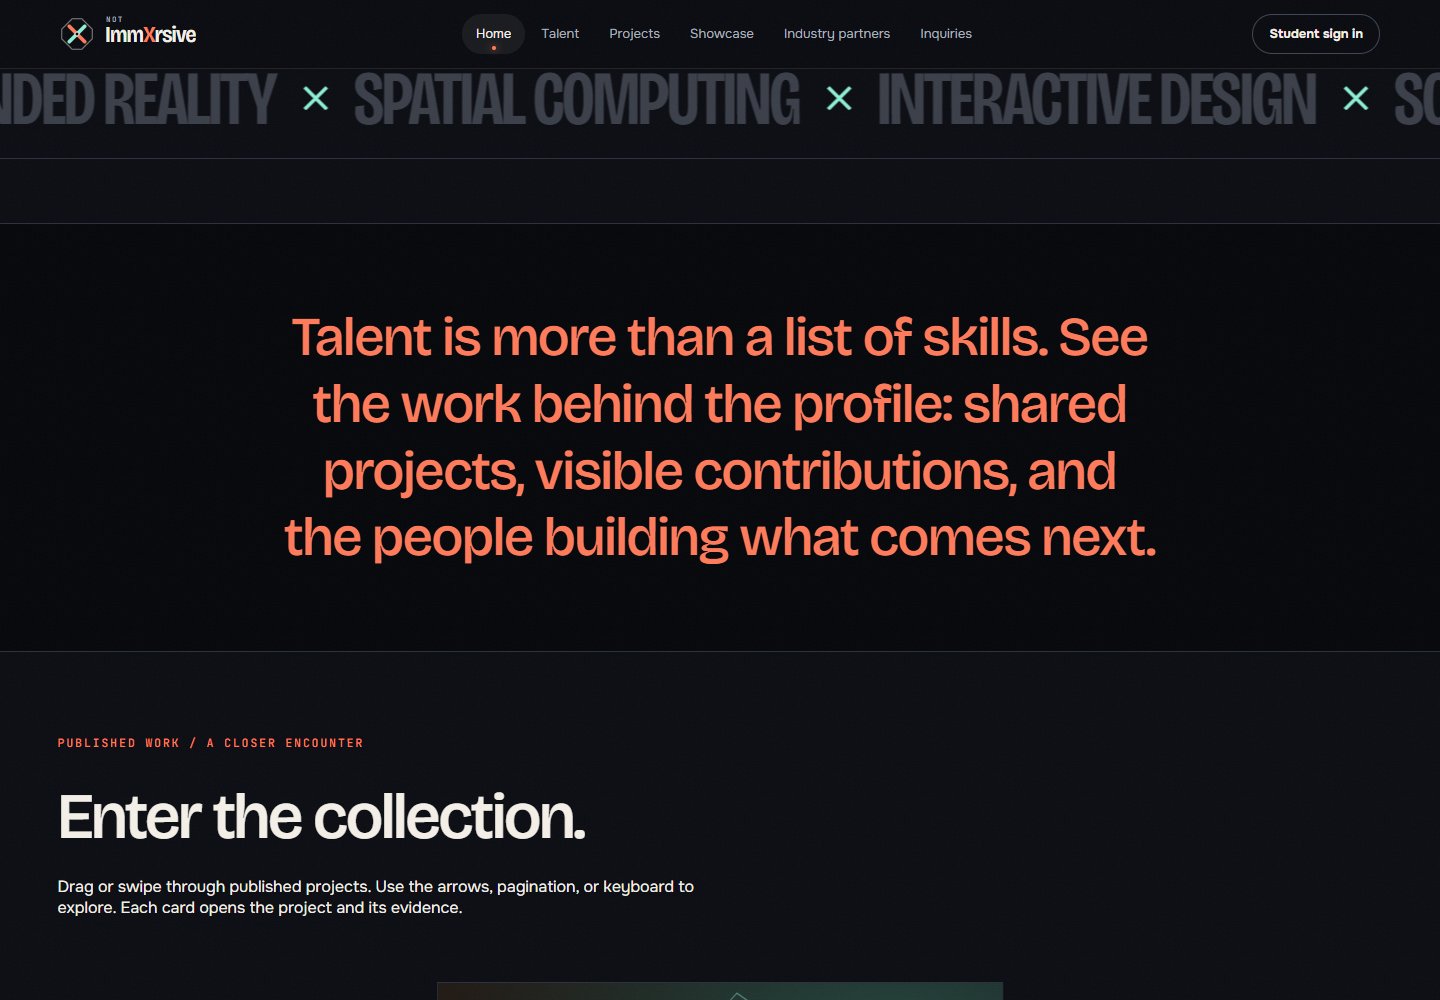 NOT
ImmXrsive
Home
Talent
Projects
Showcase
Industry partners
Inquiries
Student sign in
NDED REALITY × SPATIAL COMPUTING × INTERACTIVE DESIGN × SO
Talent is more than a list of skills. See
the work behind the profile: shared
projects, visible contributions, and
the people building what comes next.
PUBLISHED WORK / A CLOSER ENCOUNTER
Enter the collection.
Drag or swipe through published projects. Use the arrows, pagination, or keyboard to
explore. Each card opens the project and its evidence.